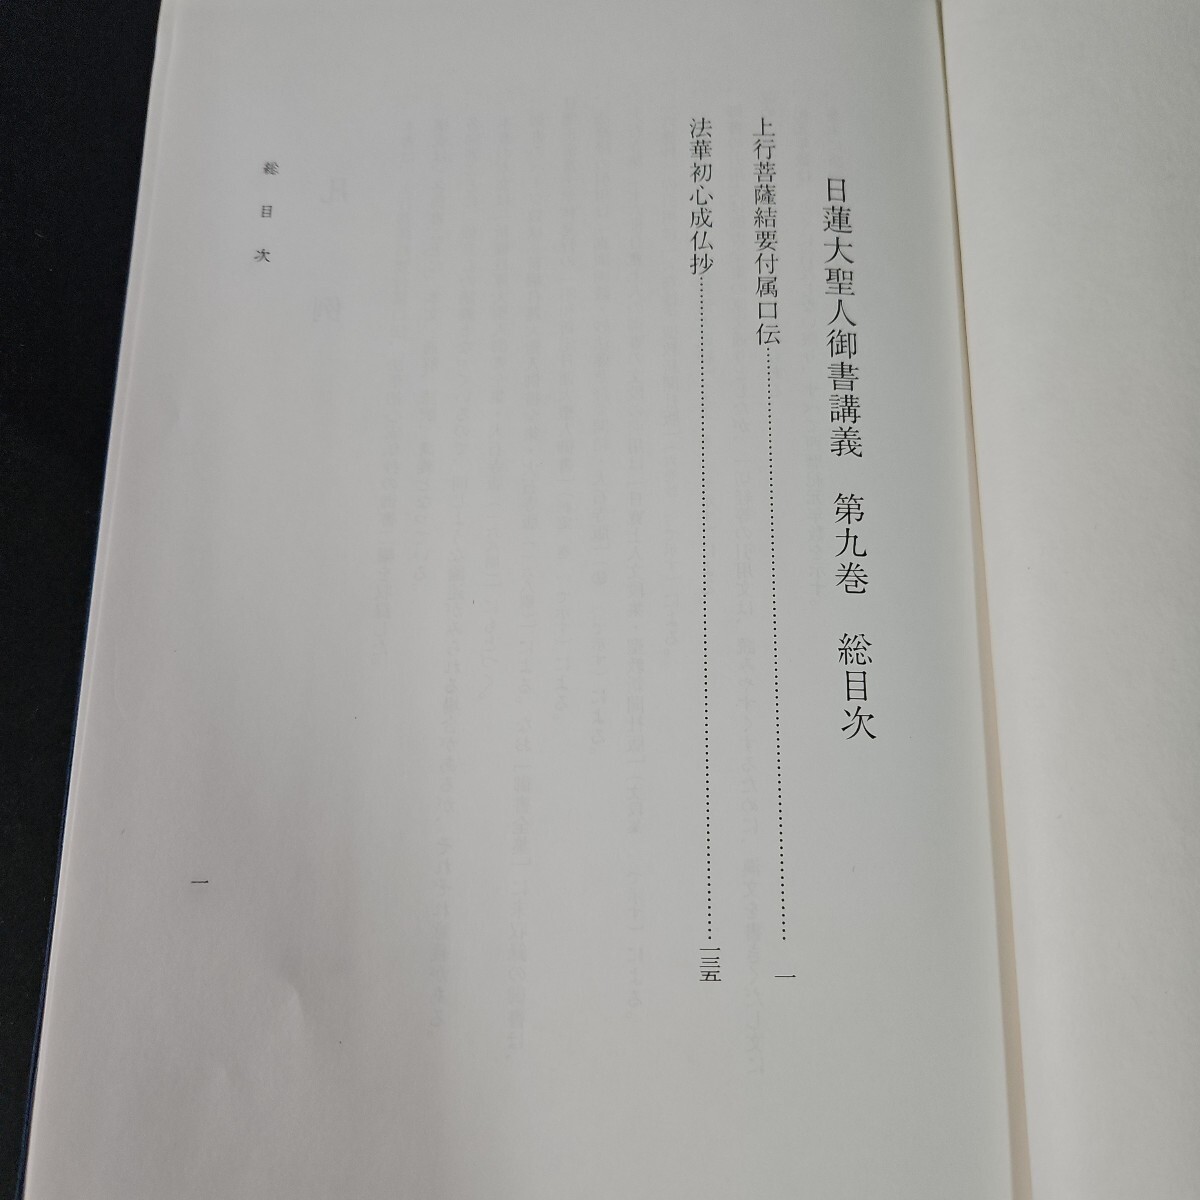 日蓮大聖人御書講義　第九巻　総目次
上行菩薩結要付属口伝……………………一
法華初心成仏抄……………………一三五
総目次
一